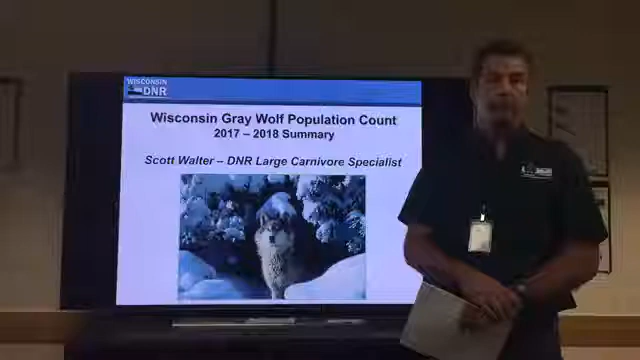 WISCONSIN
DNR
Wisconsin Gray Wolf Population Count
2017 – 2018 Summary
Scott Walter – DNR Large Carnivore Specialist